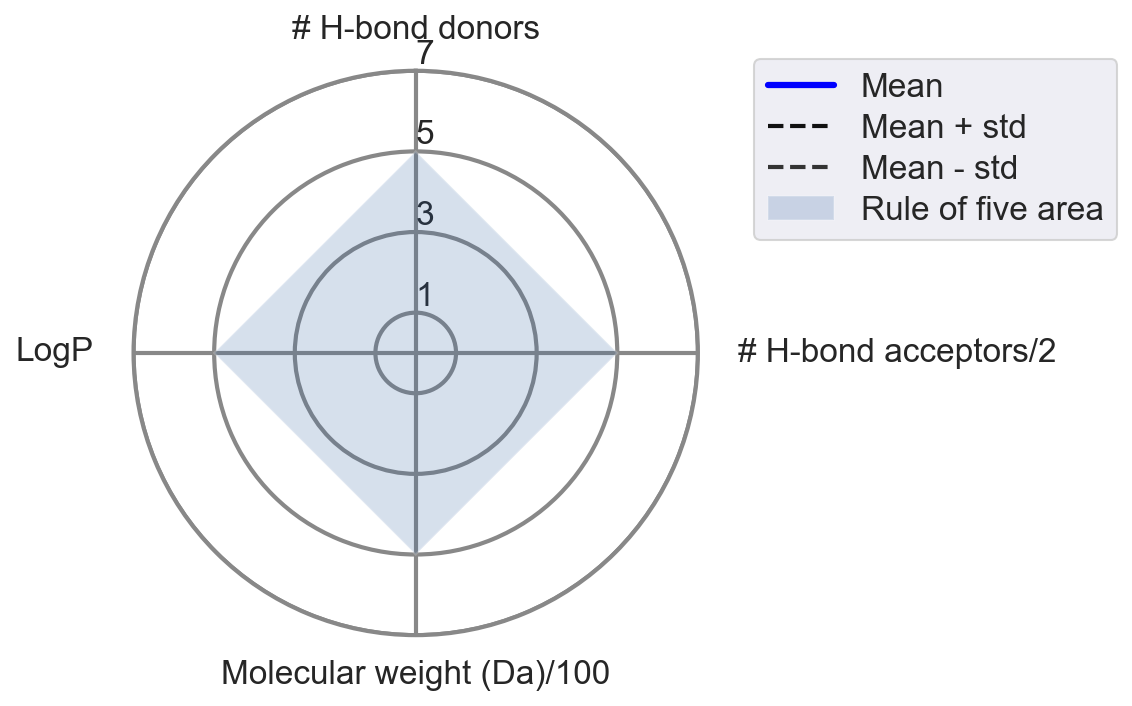 # H-bond donors
7
5
3
1
LogP
# H-bond acceptors/2
Molecular weight (Da)/100
Mean
Mean + std
Mean - std
Rule of five area